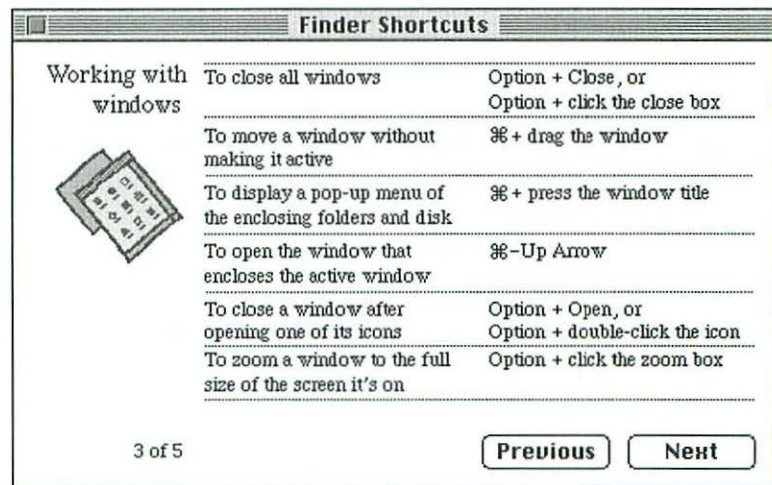 Finder Shortcuts
Working with
windows
To close all windows Option + Close, or
Option + click the close box
To move a window without ⌘ + drag the window
making it active
To display a pop-up menu of ⌘ + press the window title
the enclosing folders and disk
To open the window that ⌘-Up Arrow
encloses the active window
To close a window after Option + Open, or
opening one of its icons Option + double-click the icon
To zoom a window to the full Option + click the zoom box
size of the screen it's on
3 of 5 Previous Next